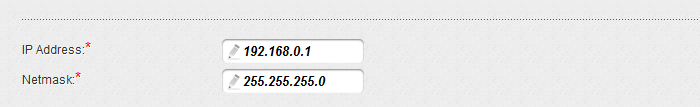 IP Address:* 192.168.0.1
Netmask:* 255.255.255.0